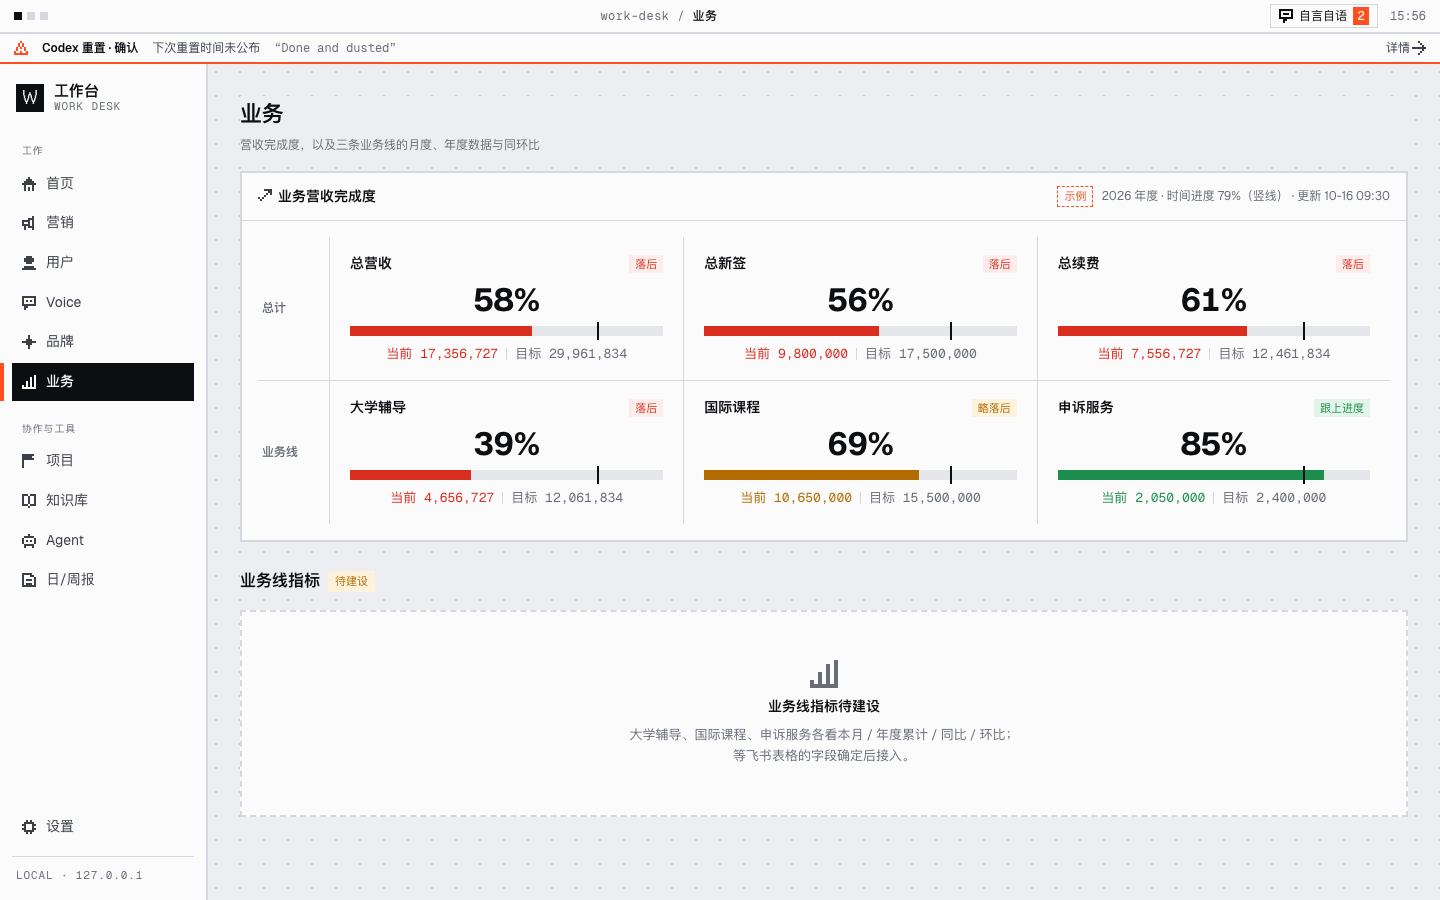 work-desk / 业务
自言自语 2
15:56
Codex 重置·确认 下次重置时间未公布 “Done and dusted”
详情
W 工作台
WORK DESK
工作
首页
营销
用户
Voice
品牌
业务
协作与工具
项目
知识库
Agent
日/周报
设置
LOCAL · 127.0.0.1
业务
营收完成度，以及三条业务线的月度、年度数据与同环比
业务营收完成度
示例 2026 年度 · 时间进度 79%（竖线） · 更新 10-16 09:30
总计
总营收 落后
58%
当前 17,356,727 目标 29,961,834
总新签 落后
56%
当前 9,800,000 目标 17,500,000
总续费 落后
61%
当前 7,556,727 目标 12,461,834
业务线
大学辅导 落后
39%
当前 4,656,727 目标 12,061,834
国际课程 略落后
69%
当前 10,650,000 目标 15,500,000
申诉服务 跟上进度
85%
当前 2,050,000 目标 2,400,000
业务线指标 待建设
业务线指标待建设
大学辅导、国际课程、申诉服务各看本月 / 年度累计 / 同比 / 环比；
等飞书表格的字段确定后接入。